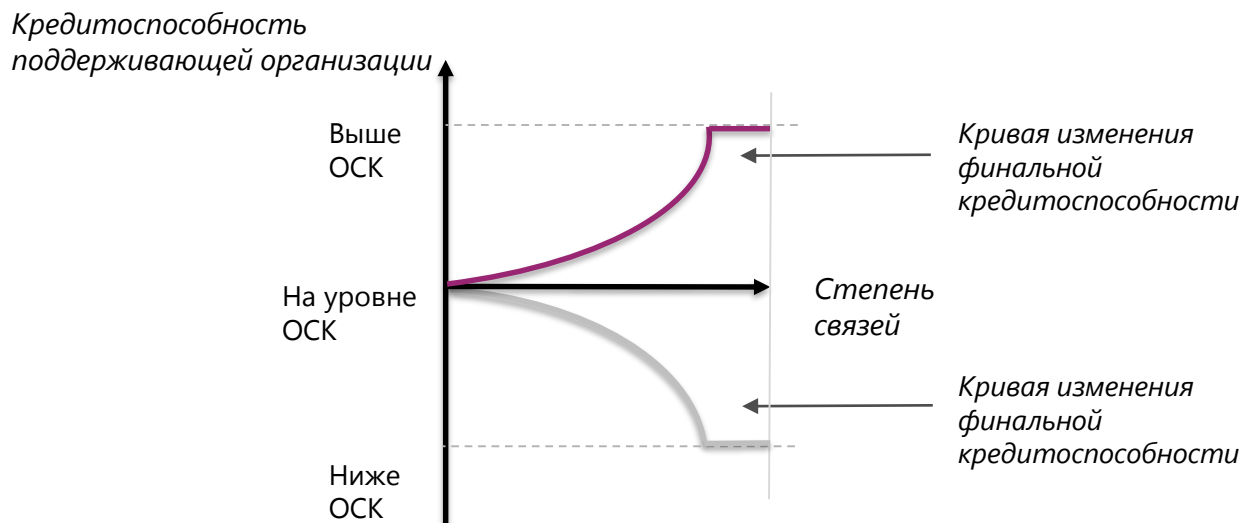 Кредитоспособность
поддерживающей организации
Выше
ОСК
Кривая изменения
финальной
кредитоспособности
На уровне
ОСК
Степень
связей
Кривая изменения
финальной
кредитоспособности
Ниже
ОСК